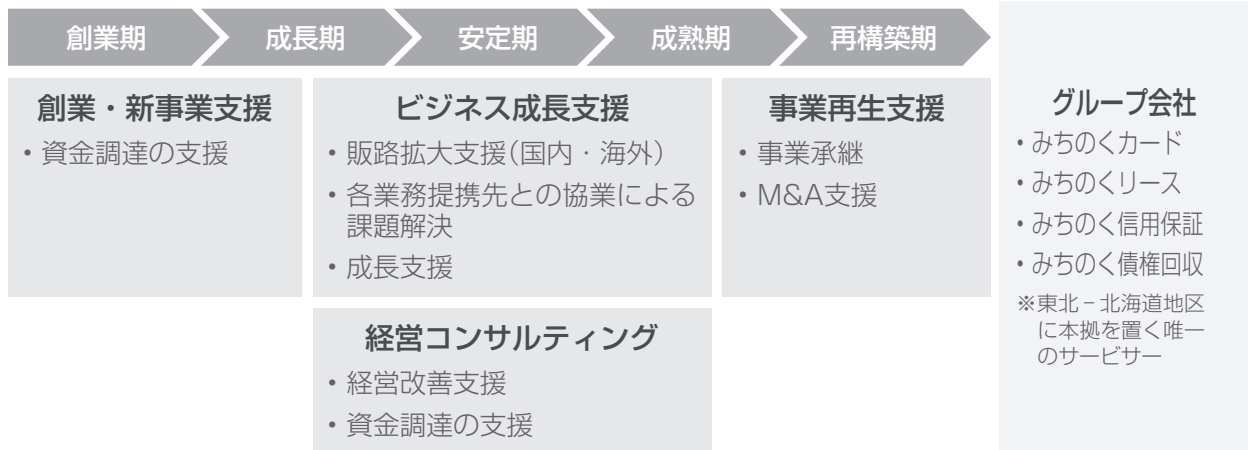 創業期
成長期
安定期
成熟期
再構築期
創業・新事業支援
・資金調達の支援
ビジネス成長支援
・販路拡大支援(国内・海外)
・各業務提携先との協業による
課題解決
・成長支援
経営コンサルティング
・経営改善支援
・資金調達の支援
事業再生支援
・事業承継
・M&A支援
グループ会社
・みちのくカード
・みちのくリース
・みちのく信用保証
・みちのく債権回収
※東北－北海道地区
に本拠を置く唯一
のサービサー